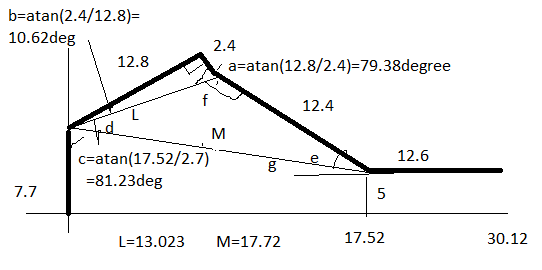 b=atan(2.4/12.8)=
10.62deg
2.4
12.8
a=atan(12.8/2.4)=79.38degree
f
12.4
L
d
M
e
12.6
c=atan(17.52/2.7)
=81.23deg
g
7.7
5
L=13.023
M=17.72
17.52
30.12